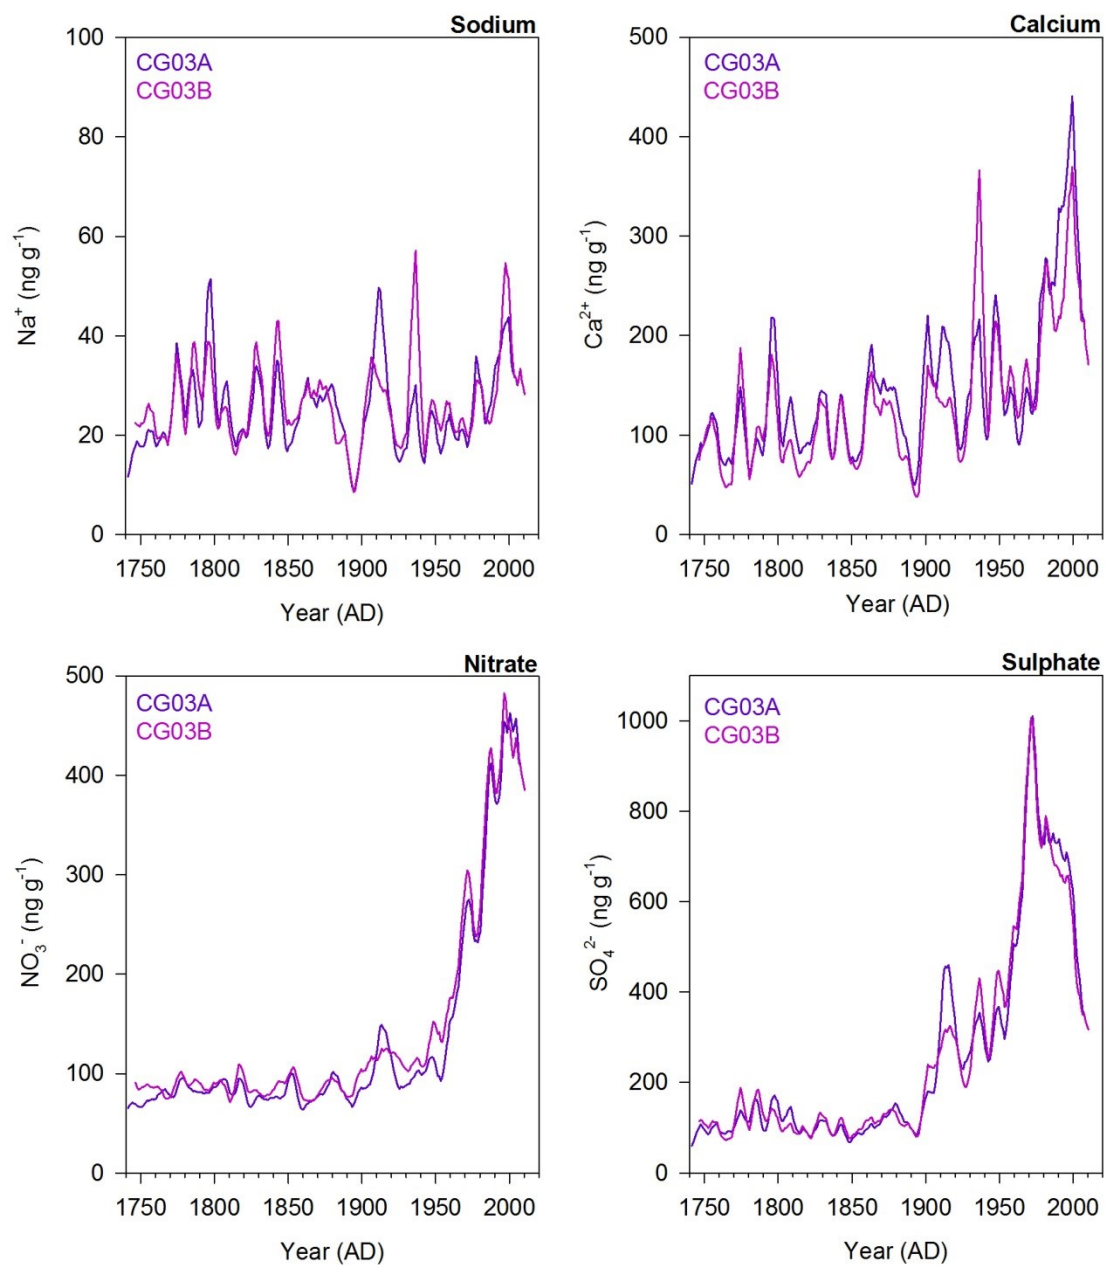 Sodium
100
80
60
40
20
0
CG03A
CG03B
Na⁺ (ng g⁻¹)
1750 1800 1850 1900 1950 2000
Year (AD)
Calcium
500
400
300
200
100
0
CG03A
CG03B
Ca²⁺ (ng g⁻¹)
1750 1800 1850 1900 1950 2000
Year (AD)
Nitrate
500
400
300
200
100
0
CG03A
CG03B
NO₃⁻ (ng g⁻¹)
1750 1800 1850 1900 1950 2000
Year (AD)
Sulphate
1000
800
600
400
200
0
CG03A
CG03B
SO₄²⁻ (ng g⁻¹)
1750 1800 1850 1900 1950 2000
Year (AD)